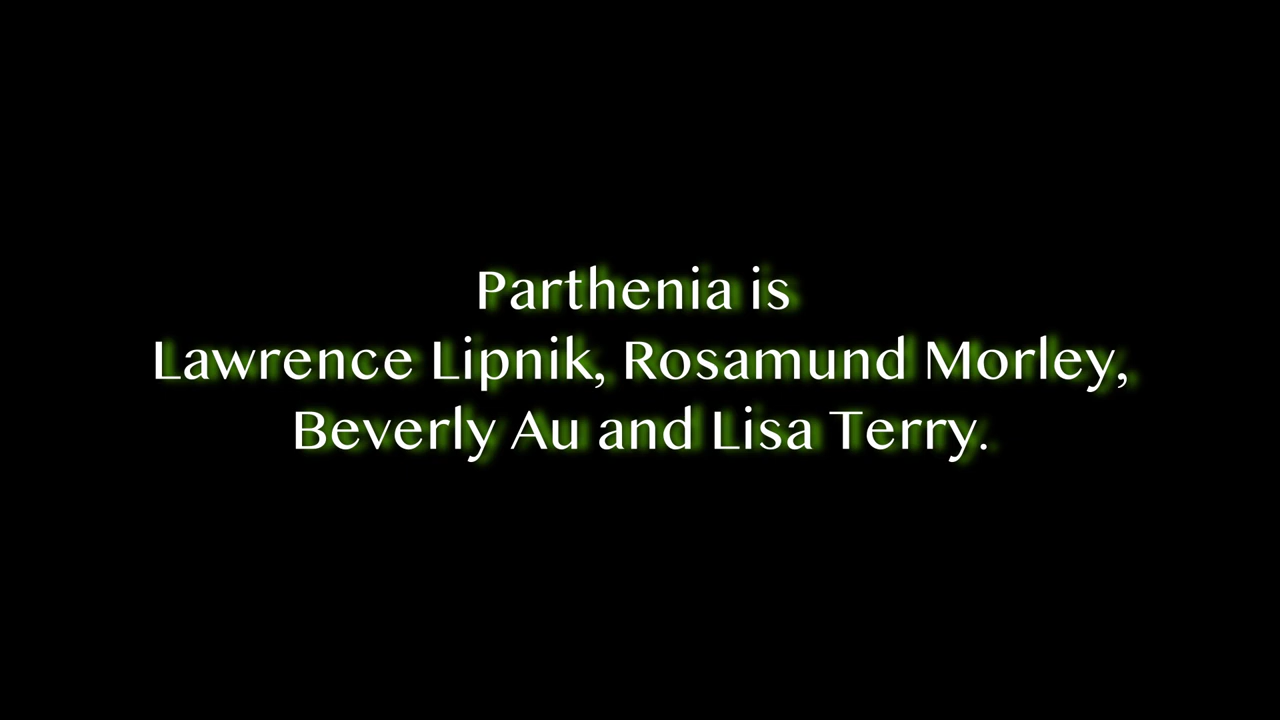 Parthenia is
Lawrence Lipnik, Rosamund Morley,
Beverly Au and Lisa Terry.